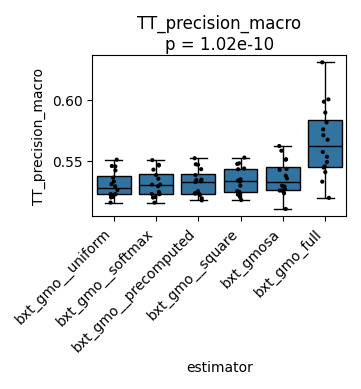 TT_precision_macro
p = 1.02e-10
TT_precision_macro
0.60
0.55
bxt_gmo__uniform
bxt_gmo__softmax
bxt_gmo__precomputed
bxt_gmo__square
bxt_gmosa
bxt_gmo_full
estimator